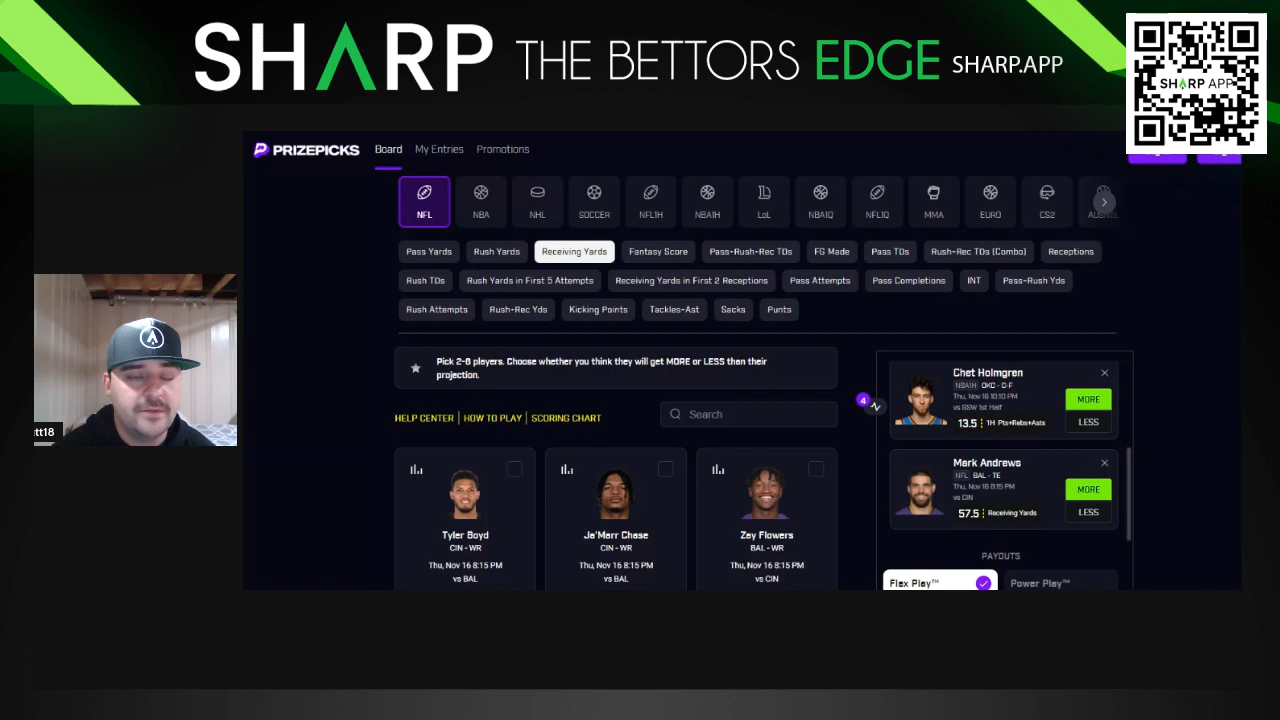 SHARP THE BETTORS EDGE SHARP.APP
SHARP APP
PRIZEPICKS Board My Entries Promotions
NFL NBA NHL SOCCER NFL1H NBA1H LoL NBA1Q NFL1Q MMA EURO CS2
Pass Yards Rush Yards Receiving Yards Fantasy Score Pass+Rush+Rec TDs FG Made Pass TDs Rush+Rec TDs (Combo) Receptions
Rush TDs Rush Yards in First 5 Attempts Receiving Yards in First 2 Receptions Pass Attempts Pass Completions INT Pass+Rush Yds
Rush Attempts Rush+Rec Yds Kicking Points Tackles+Ast Sacks Punts
Pick 2-6 players. Choose whether you think they will get MORE or LESS than their
projection.
HELP CENTER HOW TO PLAY SCORING CHART Search
Tyler Boyd
CIN - WR
Thu, Nov 16 8:15 PM
vs BAL
Ja'Marr Chase
CIN - WR
Thu, Nov 16 8:15 PM
vs BAL
Zay Flowers
BAL - WR
Thu, Nov 16 8:15 PM
vs CIN
4
Chet Holmgren
NBA1H OKC - C-F
Thu, Nov 16 10:10 PM
vs GSW 1st Half
13.5 1H Pts+Rebs+Asts
MORE
LESS
Mark Andrews
NFL BAL - TE
Thu, Nov 16 8:15 PM
vs CIN
57.5 Receiving Yards
MORE
LESS
PAYOUTS
Flex Play™ Power Play™
tt18